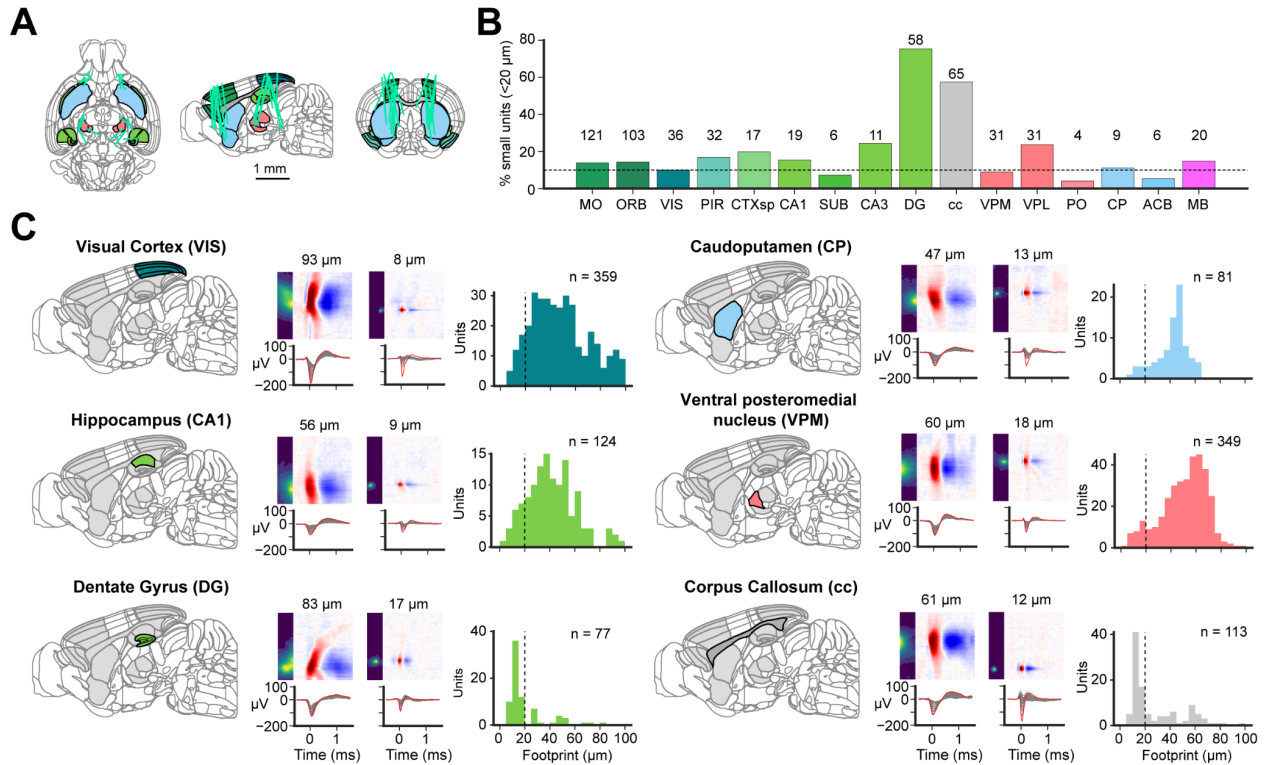 A
1 mm
B
% small units (<20 µm)
80
60
40
20
0
121 103 36 32 17 19 6 11 58 65 31 31 4 9 6 20
MO ORB VIS PIR CTXsp CA1 SUB CA3 DG cc VPM VPL PO CP ACB MB
C
Visual Cortex (VIS)
93 µm
8 µm
n = 359
100
µV 0
−200
Units
30
20
10
0
Hippocampus (CA1)
56 µm
9 µm
n = 124
100
µV 0
−200
Units
15
10
5
0
Dentate Gyrus (DG)
83 µm
17 µm
n = 77
100
µV 0
−200
0 1
Time (ms)
0 1
Time (ms)
Units
40
20
0
0 20 40 60 80 100
Footprint (µm)
Caudoputamen (CP)
47 µm
13 µm
n = 81
100
µV 0
−200
Units
20
10
0
Ventral posteromedial
nucleus (VPM)
60 µm
18 µm
n = 349
100
µV 0
−200
Units
40
20
0
Corpus Callosum (cc)
61 µm
12 µm
n = 113
100
µV 0
−200
0 1
Time (ms)
0 1
Time (ms)
Units
40
20
0
0 20 40 60 80 100
Footprint (µm)